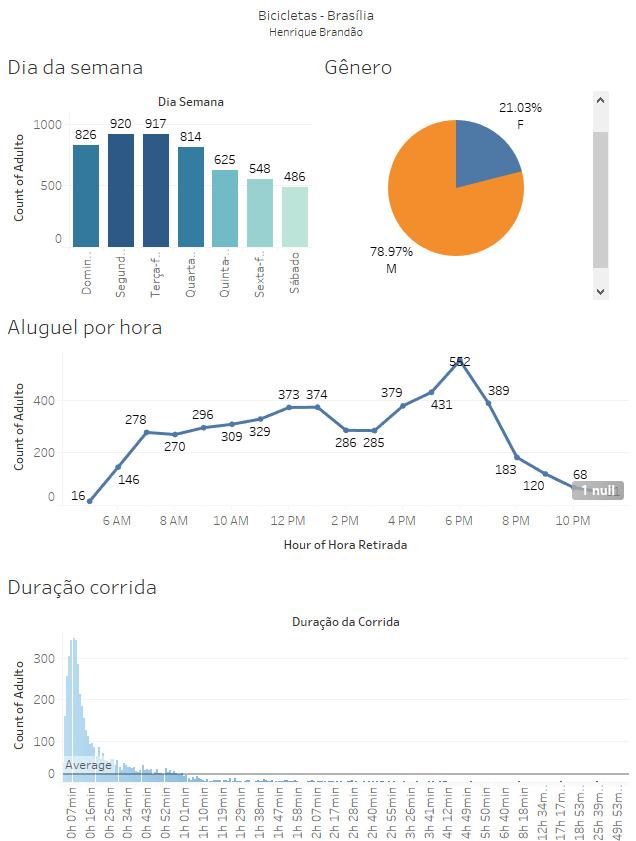 Bicicletas - Brasília
Henrique Brandão
Dia da semana
Gênero
Dia Semana
Count of Adulto
1000
500
0
826
920
917
814
625
548
486
Domin..
Segund..
Terça-f..
Quarta..
Quinta-..
Sexta-f..
Sábado
21.03%
F
78.97%
M
Aluguel por hora
Count of Adulto
400
200
0
16
146
278
270
296
309
329
373
374
286
285
379
431
389
183
120
68
1 null
6 AM
8 AM
10 AM
12 PM
2 PM
4 PM
6 PM
8 PM
10 PM
Hour of Hora Retirada
Duração corrida
Duração da Corrida
Count of Adulto
300
200
100
0
Average
0h 07min
0h 16min
0h 25min
0h 34min
0h 43min
0h 52min
1h 01min
1h 10min
1h 19min
1h 29min
1h 38min
1h 47min
1h 58min
2h 07min
2h 17min
2h 28min
2h 40min
2h 55min
3h 26min
3h 41min
4h 12min
4h 49min
5h 50min
6h 40min
8h 18min
12h 34m..
17h 17m..
18h 53m..
25h 39m..
49h 53m..